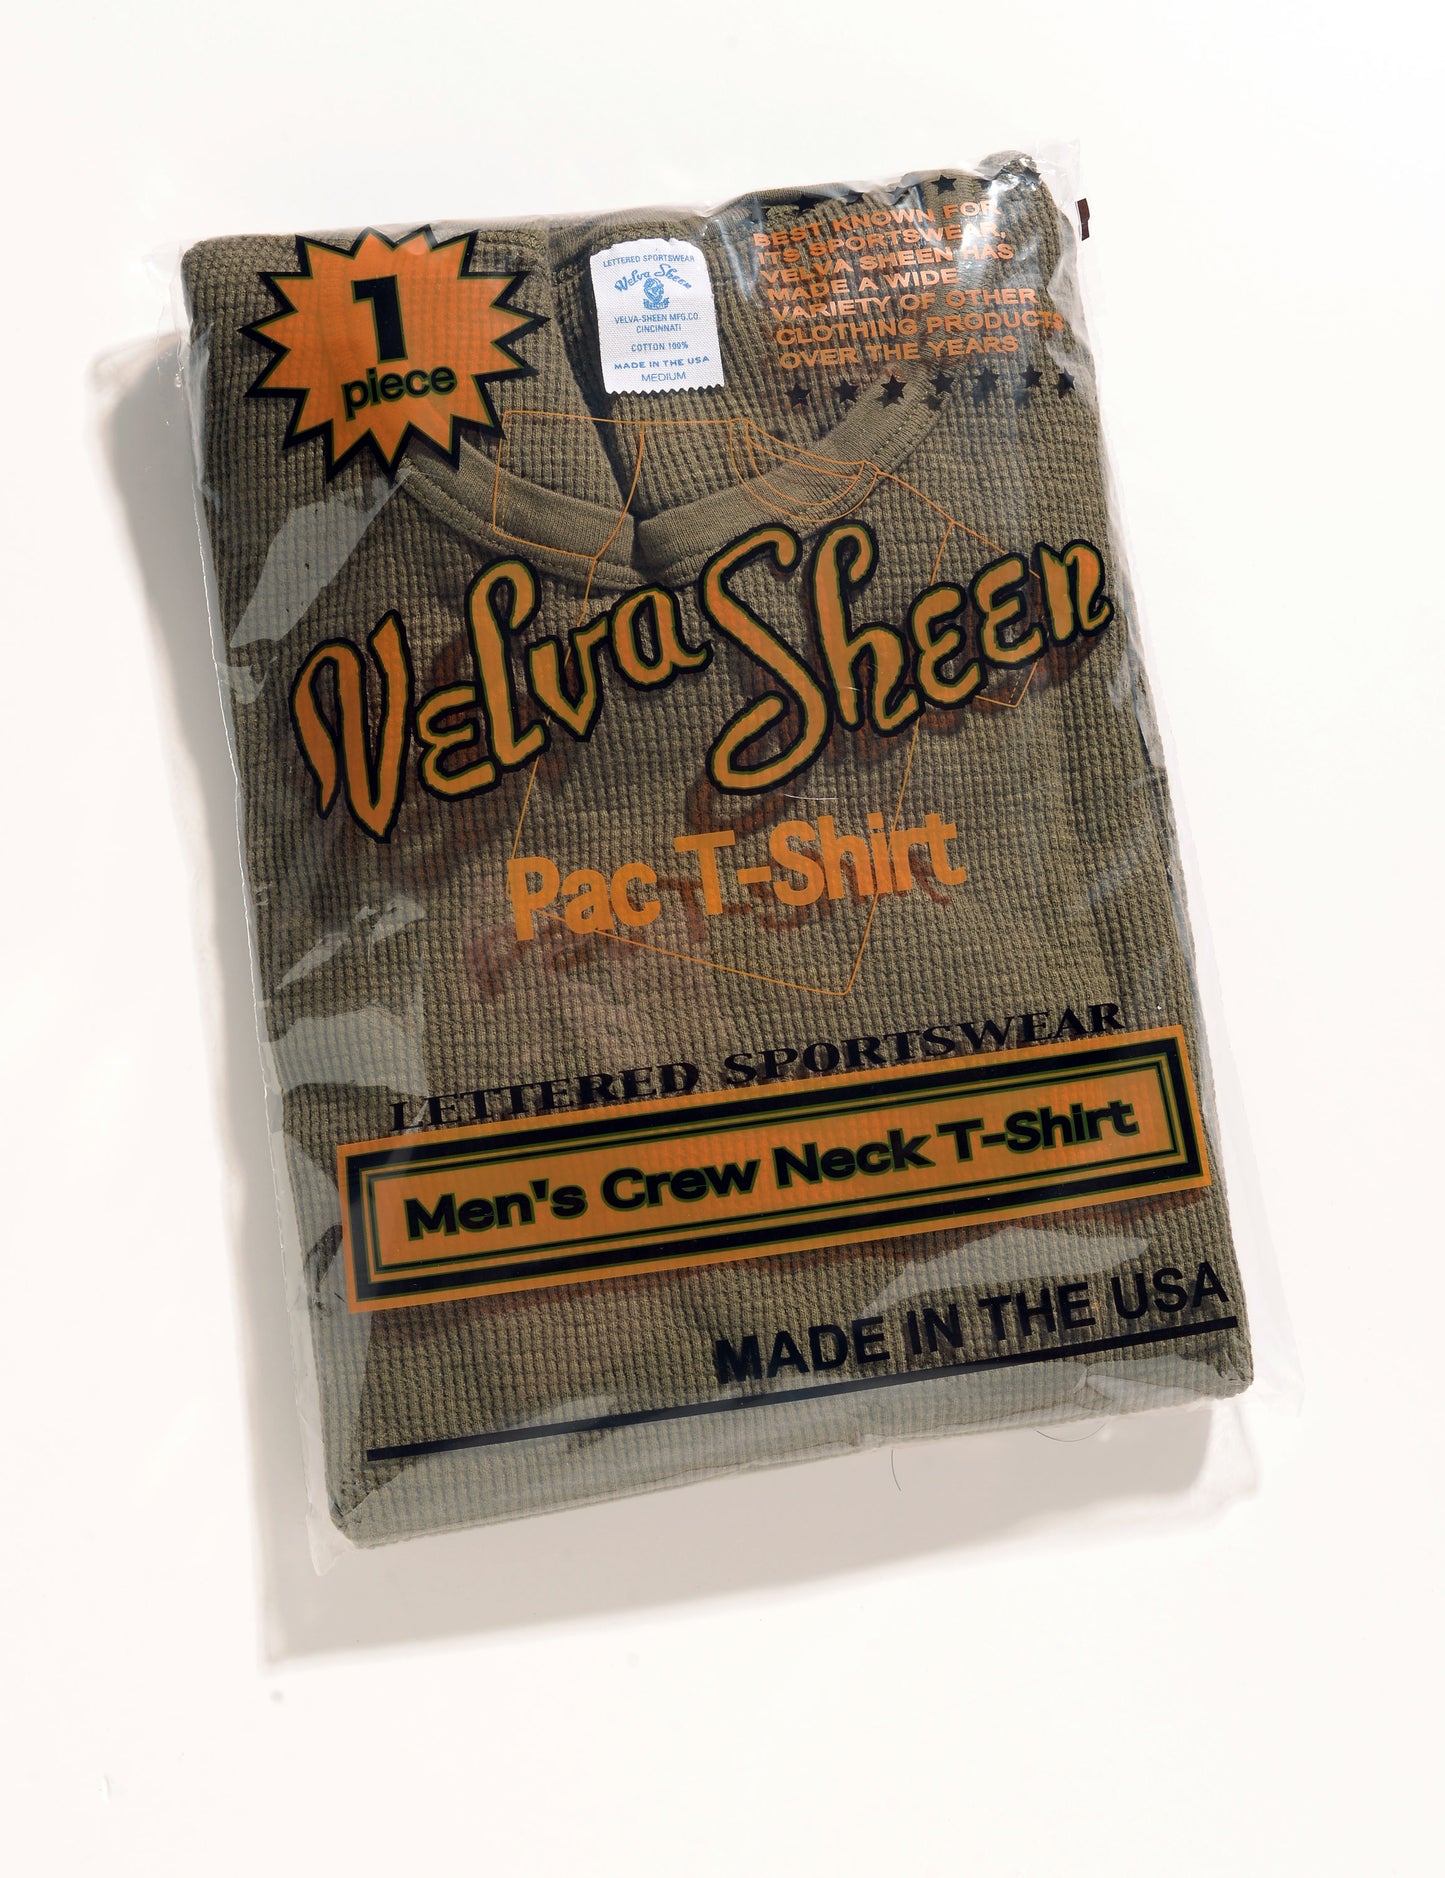 1
piece
LETTERED SPORTSWEAR
Velva Sheen
VELVA-SHEEN MFG.CO.
CINCINNATI
COTTON 100%
MADE IN THE USA
MEDIUM
BEST KNOWN FOR
ITS SPORTSWEAR,
VELVA SHEEN HAS
MADE A WIDE
VARIETY OF OTHER
CLOTHING PRODUCTS
OVER THE YEARS
Velva Sheen
Pac T-Shirt
LETTERED SPORTSWEAR
Men's Crew Neck T-Shirt
MADE IN THE USA